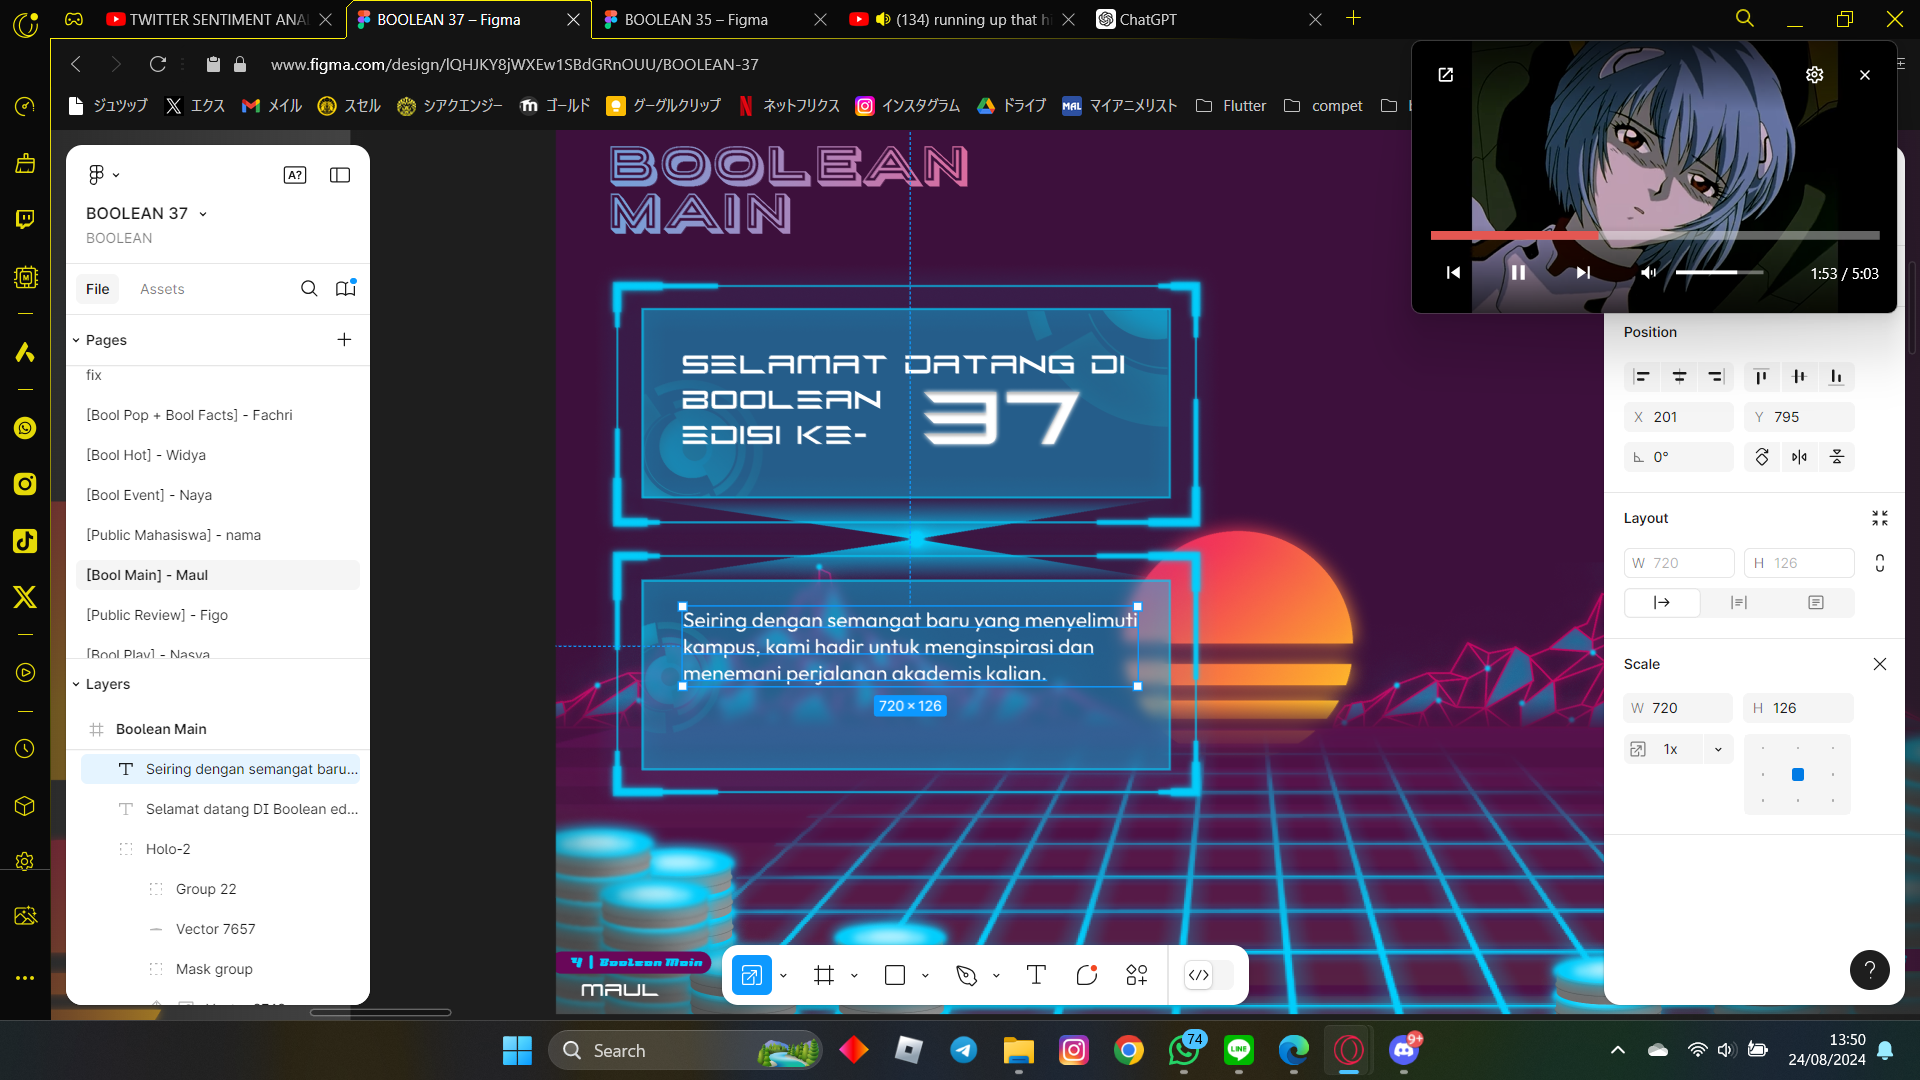 TWITTER SENTIMENT ANAL
BOOLEAN 37 – Figma
BOOLEAN 35 – Figma
(134) running up that hi
ChatGPT
www.figma.com/design/lQHJKY8jWXEw1SBdGRnOUU/BOOLEAN-37
ジュツップ
エクス
メイル
スセル
シアクエンジー
ゴールド
グーグルクリップ
ネットフリクス
インスタグラム
ドライブ
MAL マイアニメリスト
Flutter
compet
1:53 / 5:03
A?
BOOLEAN 37
BOOLEAN
File
Assets
Pages
fix
[Bool Pop + Bool Facts] - Fachri
[Bool Hot] - Widya
[Bool Event] - Naya
[Public Mahasiswa] - nama
[Bool Main] - Maul
[Public Review] - Figo
[Bool Play] - Nasya
Layers
Boolean Main
Seiring dengan semangat baru...
Selamat datang DI Boolean ed...
Holo-2
Group 22
Vector 7657
Mask group
BOOLEAN
MAIN
SELAMAT DATANG DI
BOOLEAN
EDISI KE-
37
Seiring dengan semangat baru yang menyelimuti
kampus, kami hadir untuk menginspirasi dan
menemani perjalanan akademis kalian.
720 × 126
4 | Boolean Main
MAUL
Position
X 201
Y 795
0°
Layout
W 720
H 126
Scale
W 720
H 126
1x
?
Search
74
LINE
9+
13:50
24/08/2024